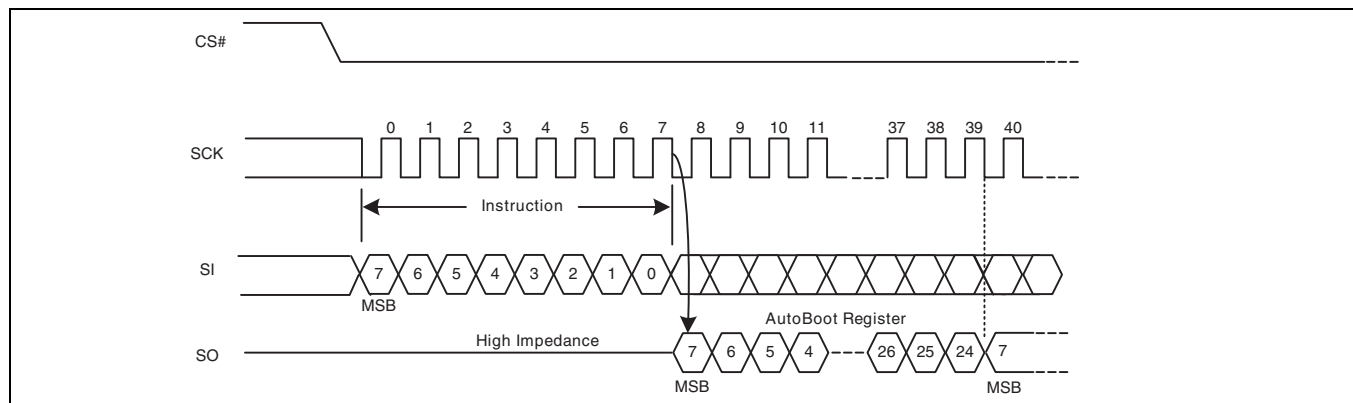 CS#
0 1 2 3 4 5 6 7 8 9 10 11 37 38 39 40
SCK
Instruction
SI
7 6 5 4 3 2 1 0
MSB
AutoBoot Register
High Impedance
SO
7 6 5 4 26 25 24 7
MSB MSB